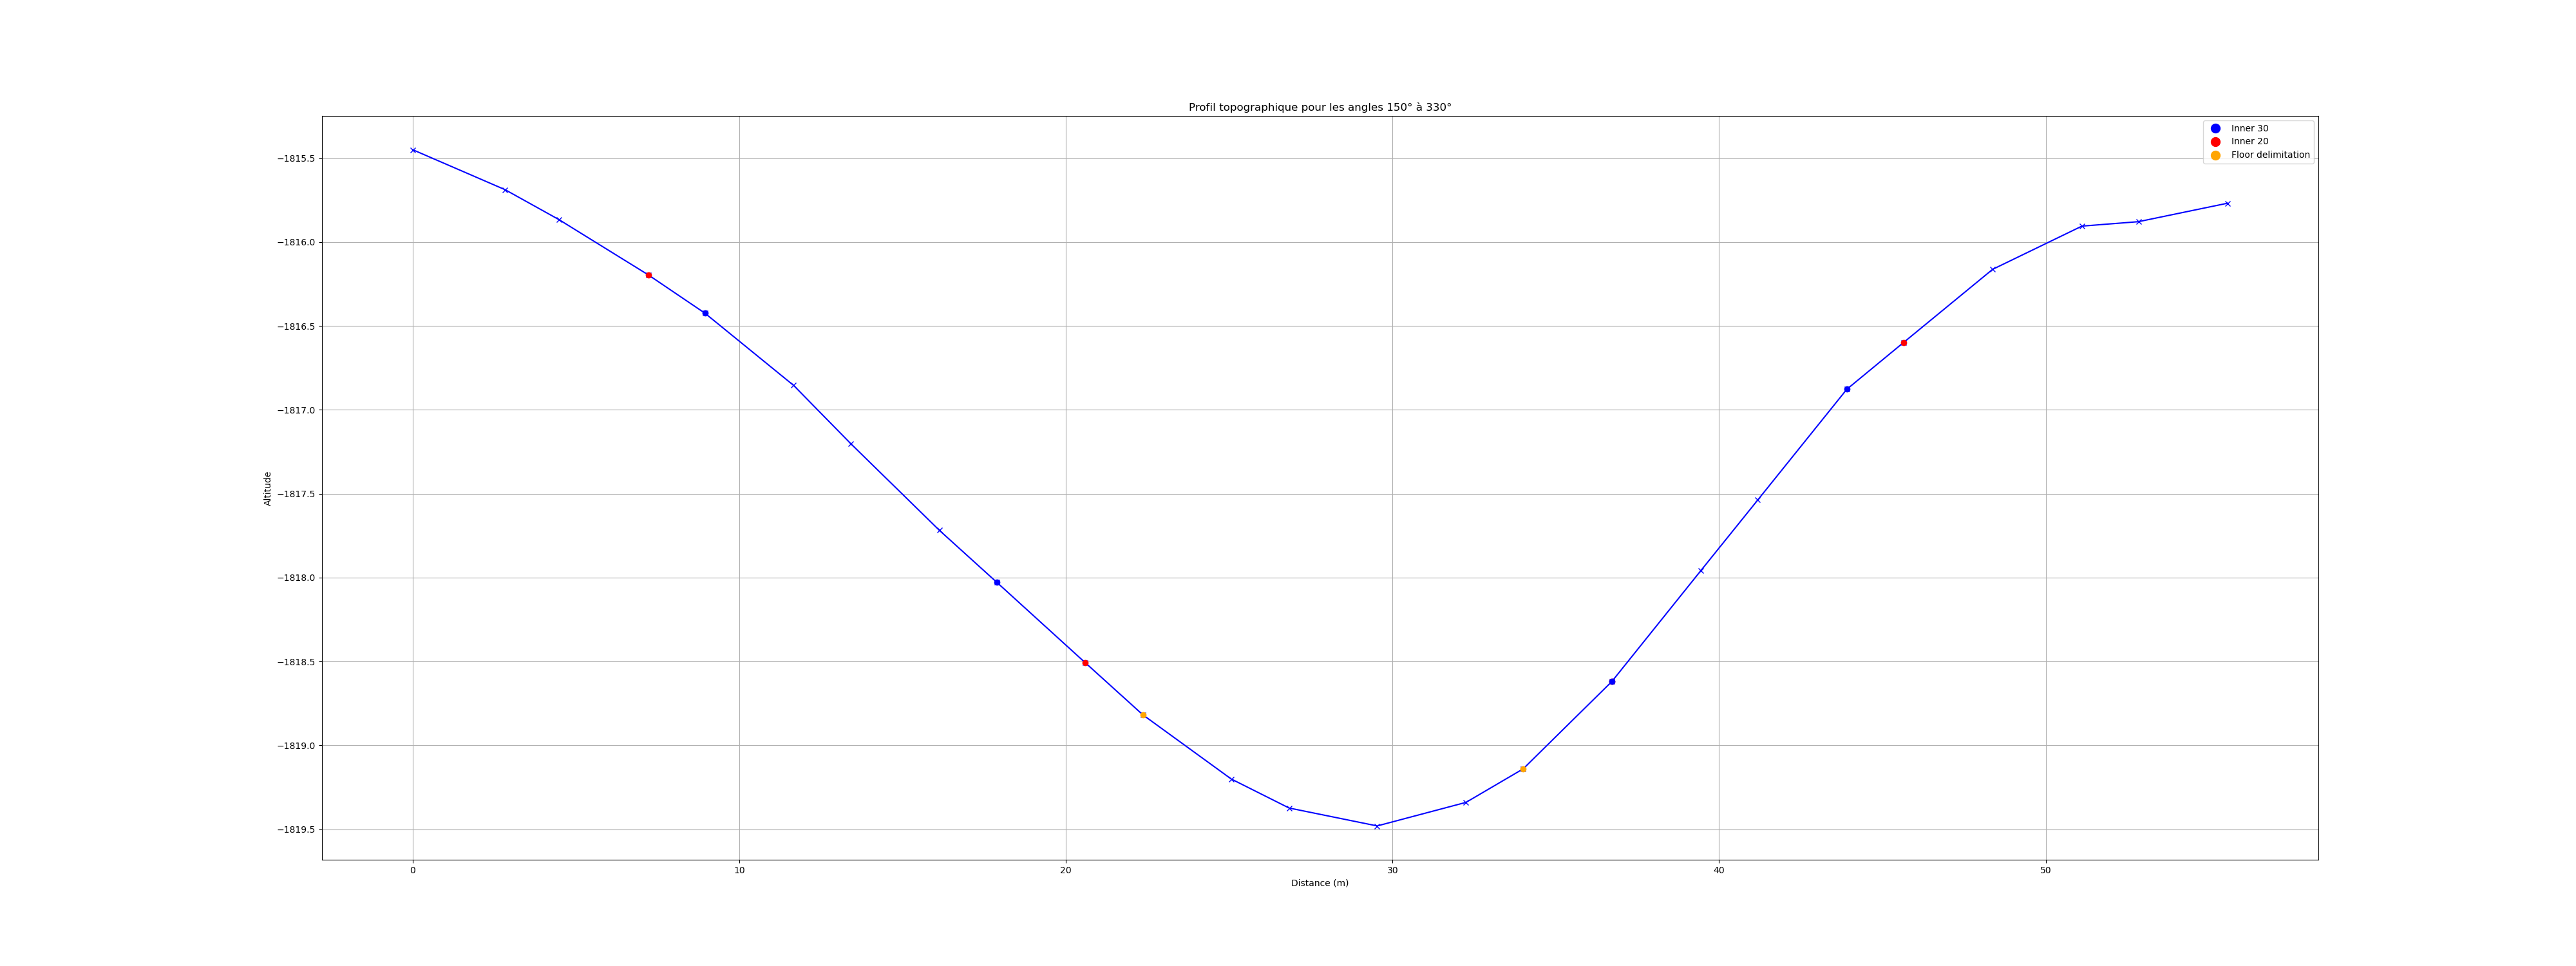 Profil topographique pour les angles 150° à 330°
Inner 30
Inner 20
Floor delimitation
−1815.5
−1816.0
−1816.5
−1817.0
−1817.5
−1818.0
−1818.5
−1819.0
−1819.5
Altitude
0 10 20 30 40 50
Distance (m)